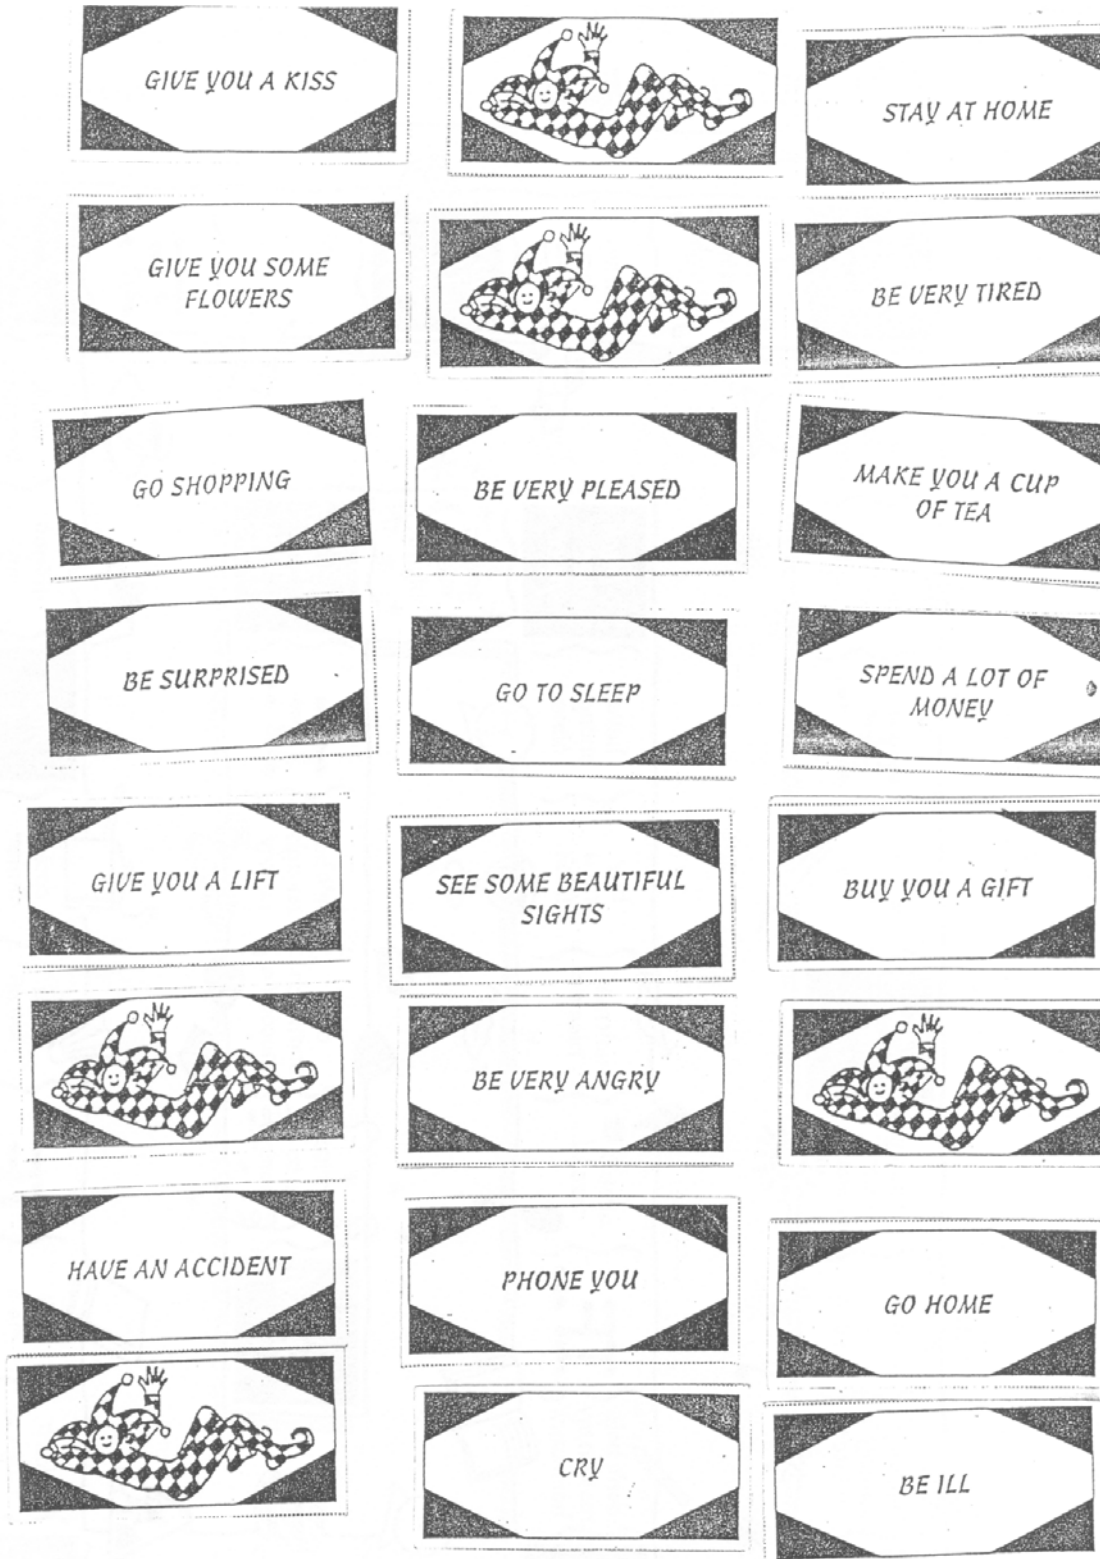 GIVE YOU A KISS
STAY AT HOME
GIVE YOU SOME
FLOWERS
BE VERY TIRED
GO SHOPPING
BE VERY PLEASED
MAKE YOU A CUP
OF TEA
BE SURPRISED
GO TO SLEEP
SPEND A LOT OF
MONEY
GIVE YOU A LIFT
SEE SOME BEAUTIFUL
SIGHTS
BUY YOU A GIFT
BE VERY ANGRY
HAVE AN ACCIDENT
PHONE YOU
GO HOME
CRY
BE ILL